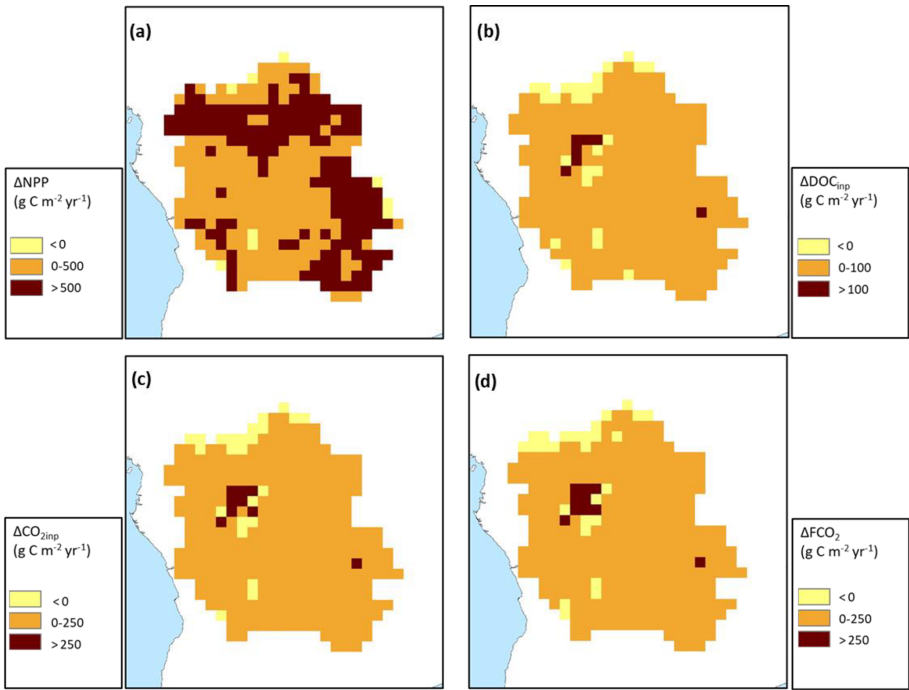 (a)
(b)
ΔNPP
(g C m⁻² yr⁻¹)
< 0
0-500
> 500
ΔDOCinp
(g C m⁻² yr⁻¹)
< 0
0-100
> 100
(c)
(d)
ΔCO₂inp
(g C m⁻² yr⁻¹)
< 0
0-250
> 250
ΔFCO₂
(g C m⁻² yr⁻¹)
< 0
0-250
> 250